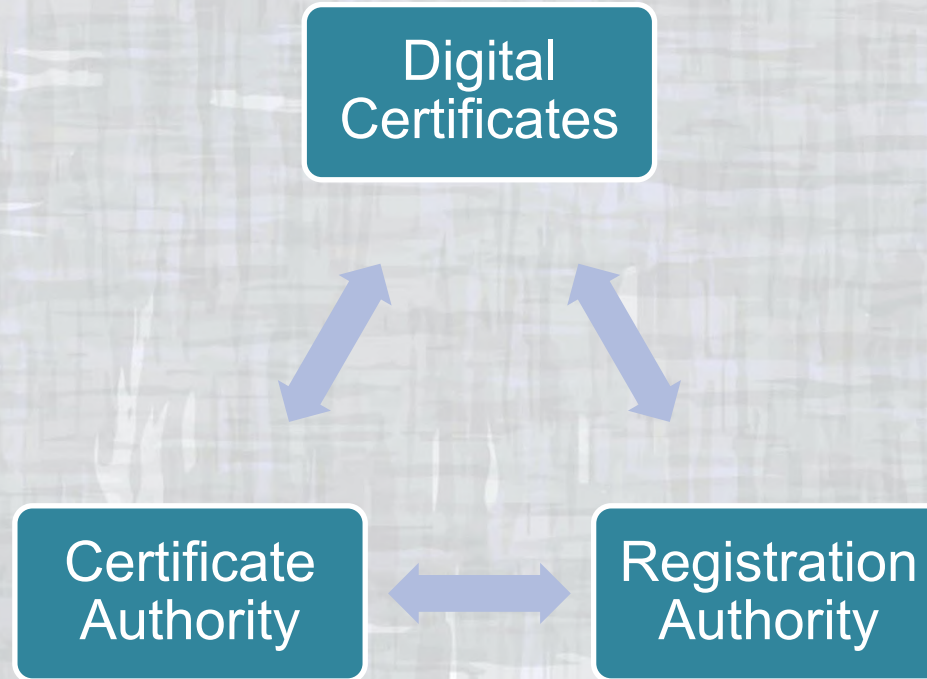 Digital
Certificates
Certificate
Authority
Registration
Authority